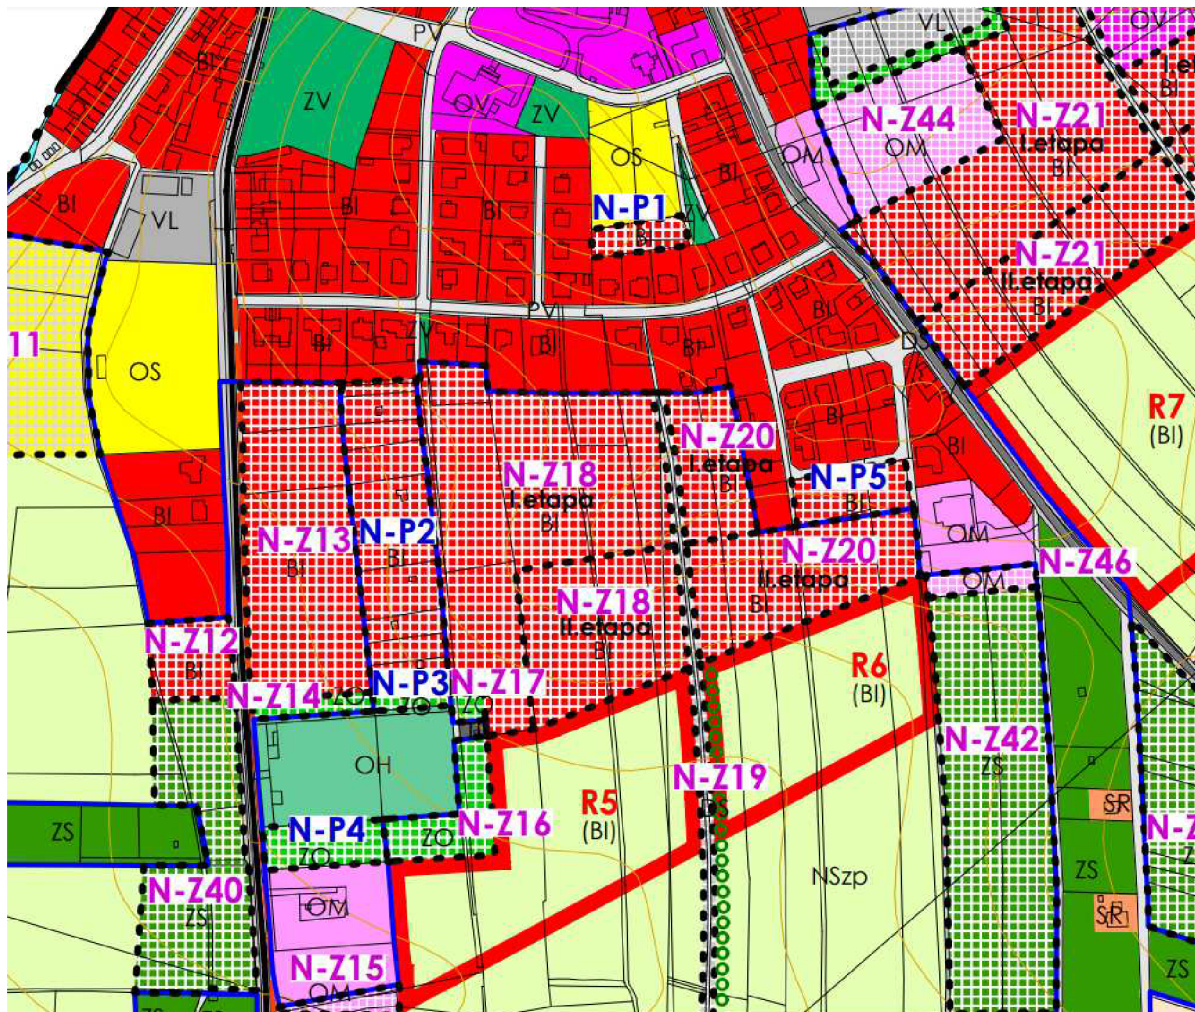 PV
VL
OV
BI
ZV
OV
ZV
I.etapa
BI
N-Z44
OM
N-Z21
I.etapa
BI
OM
OS
BI
BI
VL
BI
BI
N-P1
BI
ZV
N-Z21
II.etapa
BI
PV
BI
11
OS
BI
ZV
BI
BI
DS
R7
(BI)
BI
BI
N-Z20
I.etapa
BI
N-Z18
I.etapa
BI
N-P5
BI
BI
N-Z13
BI
N-P2
BI
OM
N-Z20
II.etapa
BI
N-Z46
OM
N-Z18
II.etapa
BI
N-Z12
BI
R6
(BI)
N-Z14
ZO
N-P3
ZO
N-Z17
ZO
N-Z42
ZS
OH
N-Z19
DS
R5
(BI)
SR
ZS
N-P4
ZO
ZO
N-Z16
N-Z
ZS
NSzp
N-Z40
ZS
OM
SR
N-Z15
OM
ZS